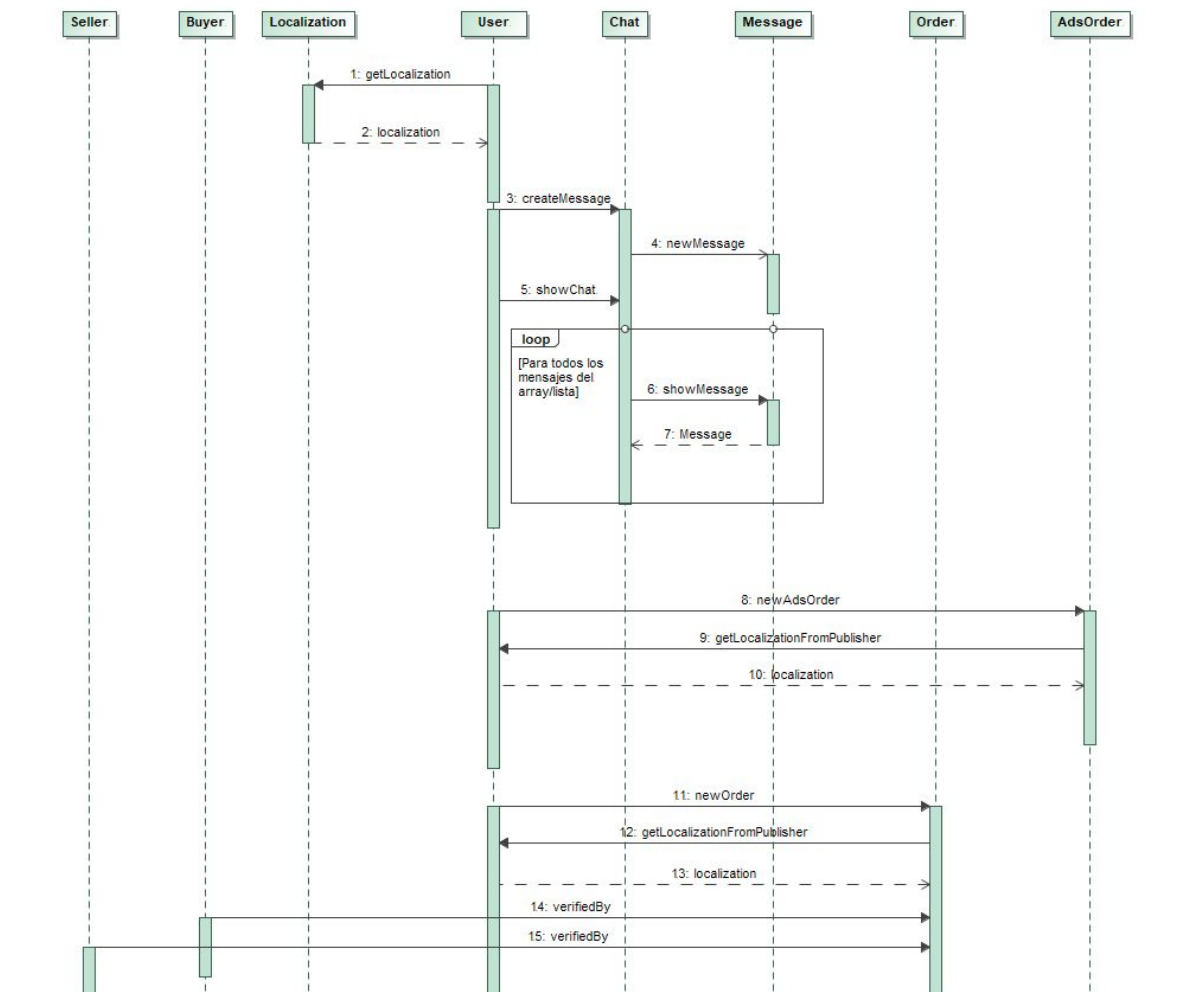 Seller
Buyer
Localization
User
Chat
Message
Order
AdsOrder
1: getLocalization
2: localization
3: createMessage
4: newMessage
5: showChat
loop
[Para todos los
mensajes del
array/lista]
6: showMessage
7: Message
8: newAdsOrder
9: getLocalizationFromPublisher
10: localization
11: newOrder
12: getLocalizationFromPublisher
13: localization
14: verifiedBy
15: verifiedBy